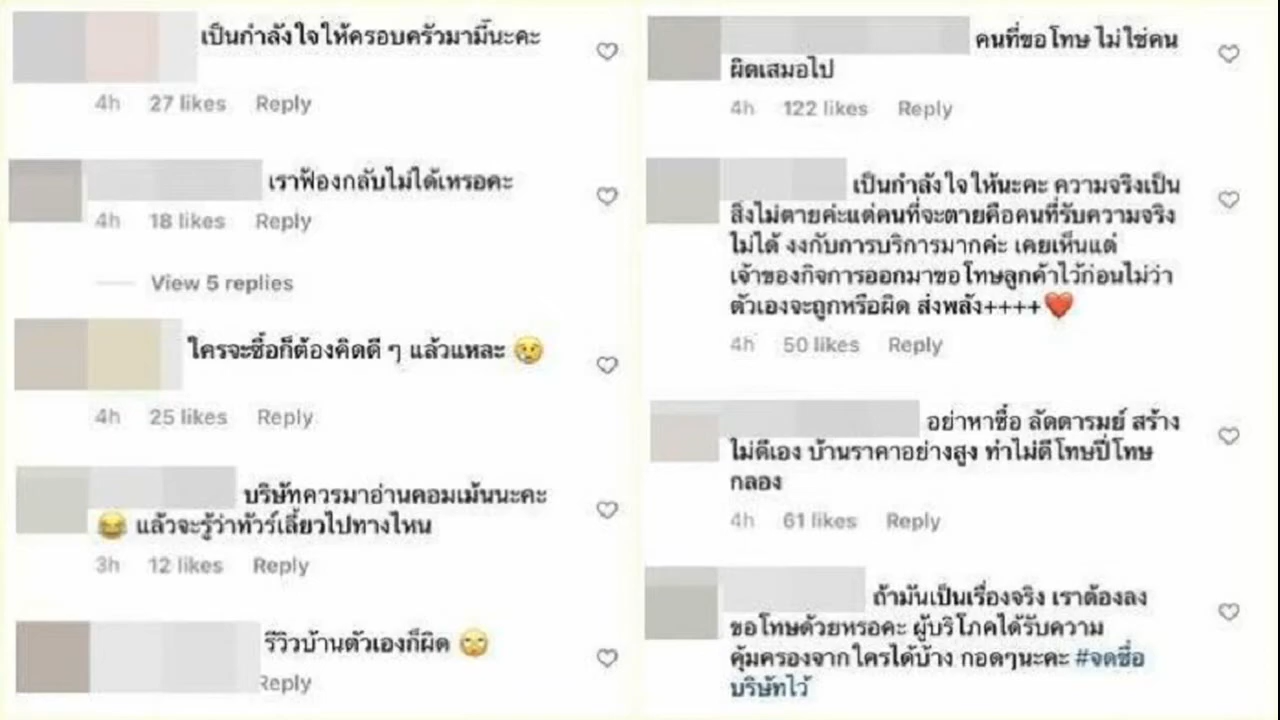 เป็นกำลังใจให้ครอบครัวมามี๊นะคะ
4h 27 likes Reply
เราฟ้องกลับไม่ได้เหรอคะ
4h 18 likes Reply
View 5 replies
ใครจะซื้อก็ต้องคิดดี ๆ แล้วแหละ 😢
4h 25 likes Reply
บริษัทควรมาอ่านคอมเม้นนะคะ
😂 แล้วจะรู้ว่าทัวร์เลี้ยวไปทางไหน
3h 12 likes Reply
รีวิวบ้านตัวเองก็ผิด 🙄
Reply
คนที่ขอโทษ ไม่ใช่คน
ผิดเสมอไป
4h 122 likes Reply
เป็นกำลังใจให้นะคะ ความจริงเป็น
สิ่งไม่ตายค่ะแต่คนที่จะตายคือคนที่รับความจริง
ไม่ได้ งงกับการบริการมากค่ะ เคยเห็นแต่
เจ้าของกิจการออกมาขอโทษลูกค้าไว้ก่อนไม่ว่า
ตัวเองจะถูกหรือผิด ส่งพลัง++++❤️
4h 50 likes Reply
อย่าหาซื้อ ลัดดารมย์ สร้าง
ไม่ดีเอง บ้านราคาอย่างสูง ทำไม่ดีโทษปี่โทษ
กลอง
4h 61 likes Reply
ถ้ามันเป็นเรื่องจริง เราต้องลง
ขอโทษด้วยหรอคะ ผู้บริโภคได้รับความ
คุ้มครองจากใครได้บ้าง กอดๆนะคะ #จดชื่อ
บริษัทไว้